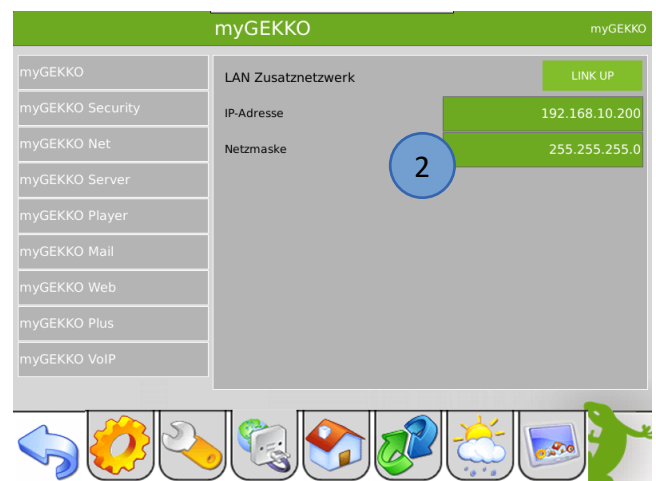 myGEKKO
myGEKKO
myGEKKO
myGEKKO Security
myGEKKO Net
myGEKKO Server
myGEKKO Player
myGEKKO Mail
myGEKKO Web
myGEKKO Plus
myGEKKO VoIP
LAN Zusatznetzwerk
LINK UP
IP-Adresse
192.168.10.200
Netzmaske
255.255.255.0
2